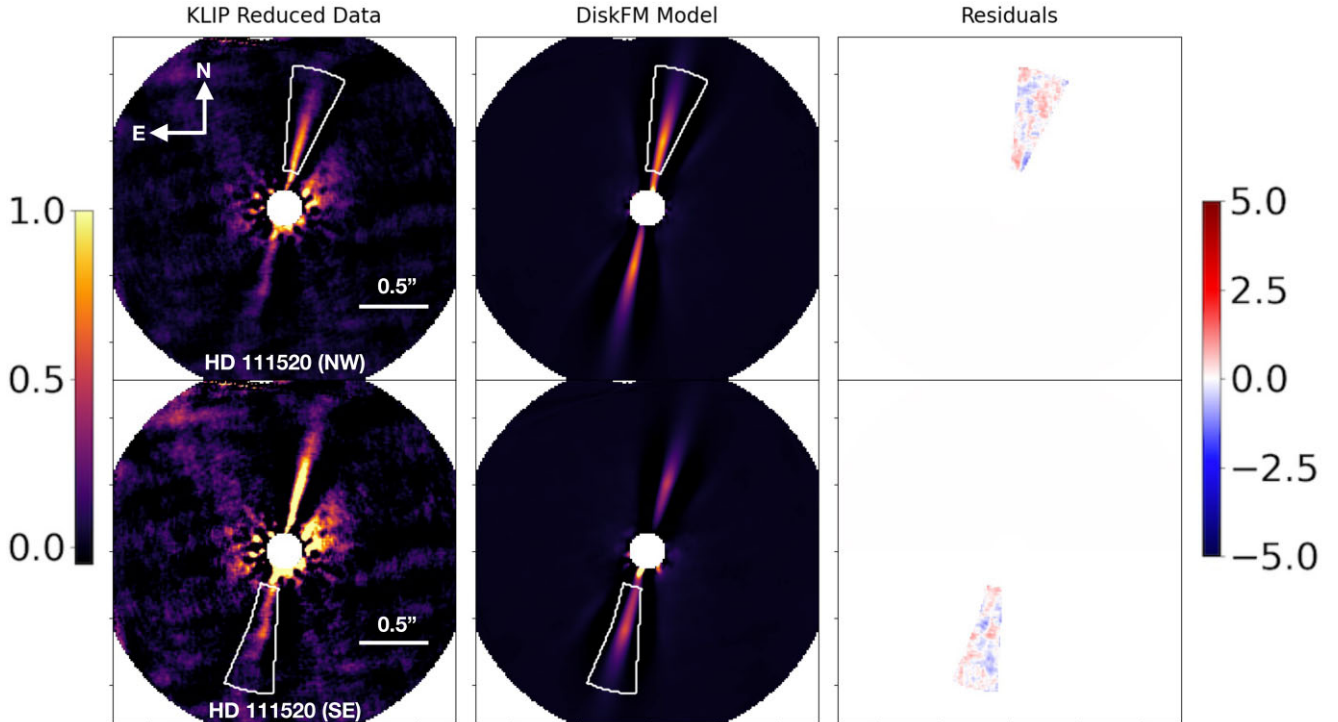 KLIP Reduced Data
DiskFM Model
Residuals
N
E
1.0
0.5
0.0
0.5"
HD 111520 (NW)
0.5"
HD 111520 (SE)
5.0
2.5
0.0
−2.5
−5.0